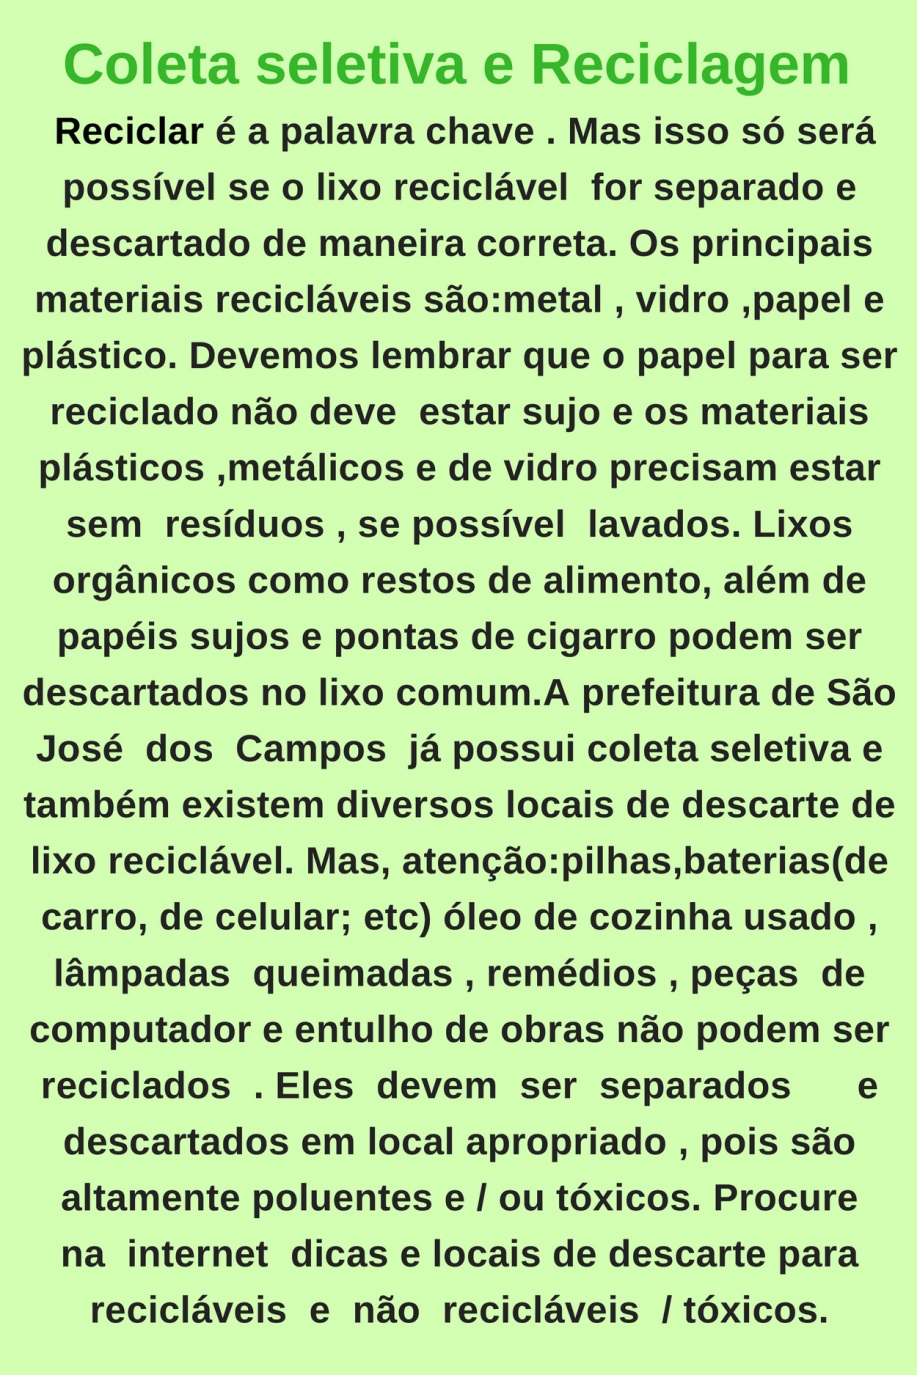 Coleta seletiva e Reciclagem
Reciclar é a palavra chave . Mas isso só será
possível se o lixo reciclável  for separado e
descartado de maneira correta. Os principais
materiais recicláveis são:metal , vidro ,papel e
plástico. Devemos lembrar que o papel para ser
reciclado não deve  estar sujo e os materiais
plásticos ,metálicos e de vidro precisam estar
sem  resíduos , se possível  lavados. Lixos
orgânicos como restos de alimento, além de
papéis sujos e pontas de cigarro podem ser
descartados no lixo comum.A prefeitura de São
José  dos  Campos  já possui coleta seletiva e
também existem diversos locais de descarte de
lixo reciclável. Mas, atenção:pilhas,baterias(de
carro, de celular; etc) óleo de cozinha usado ,
lâmpadas  queimadas , remédios , peças  de
computador e entulho de obras não podem ser
reciclados  . Eles  devem  ser  separados      e
descartados em local apropriado , pois são
altamente poluentes e / ou tóxicos. Procure
na  internet  dicas e locais de descarte para
recicláveis  e  não  recicláveis  / tóxicos.